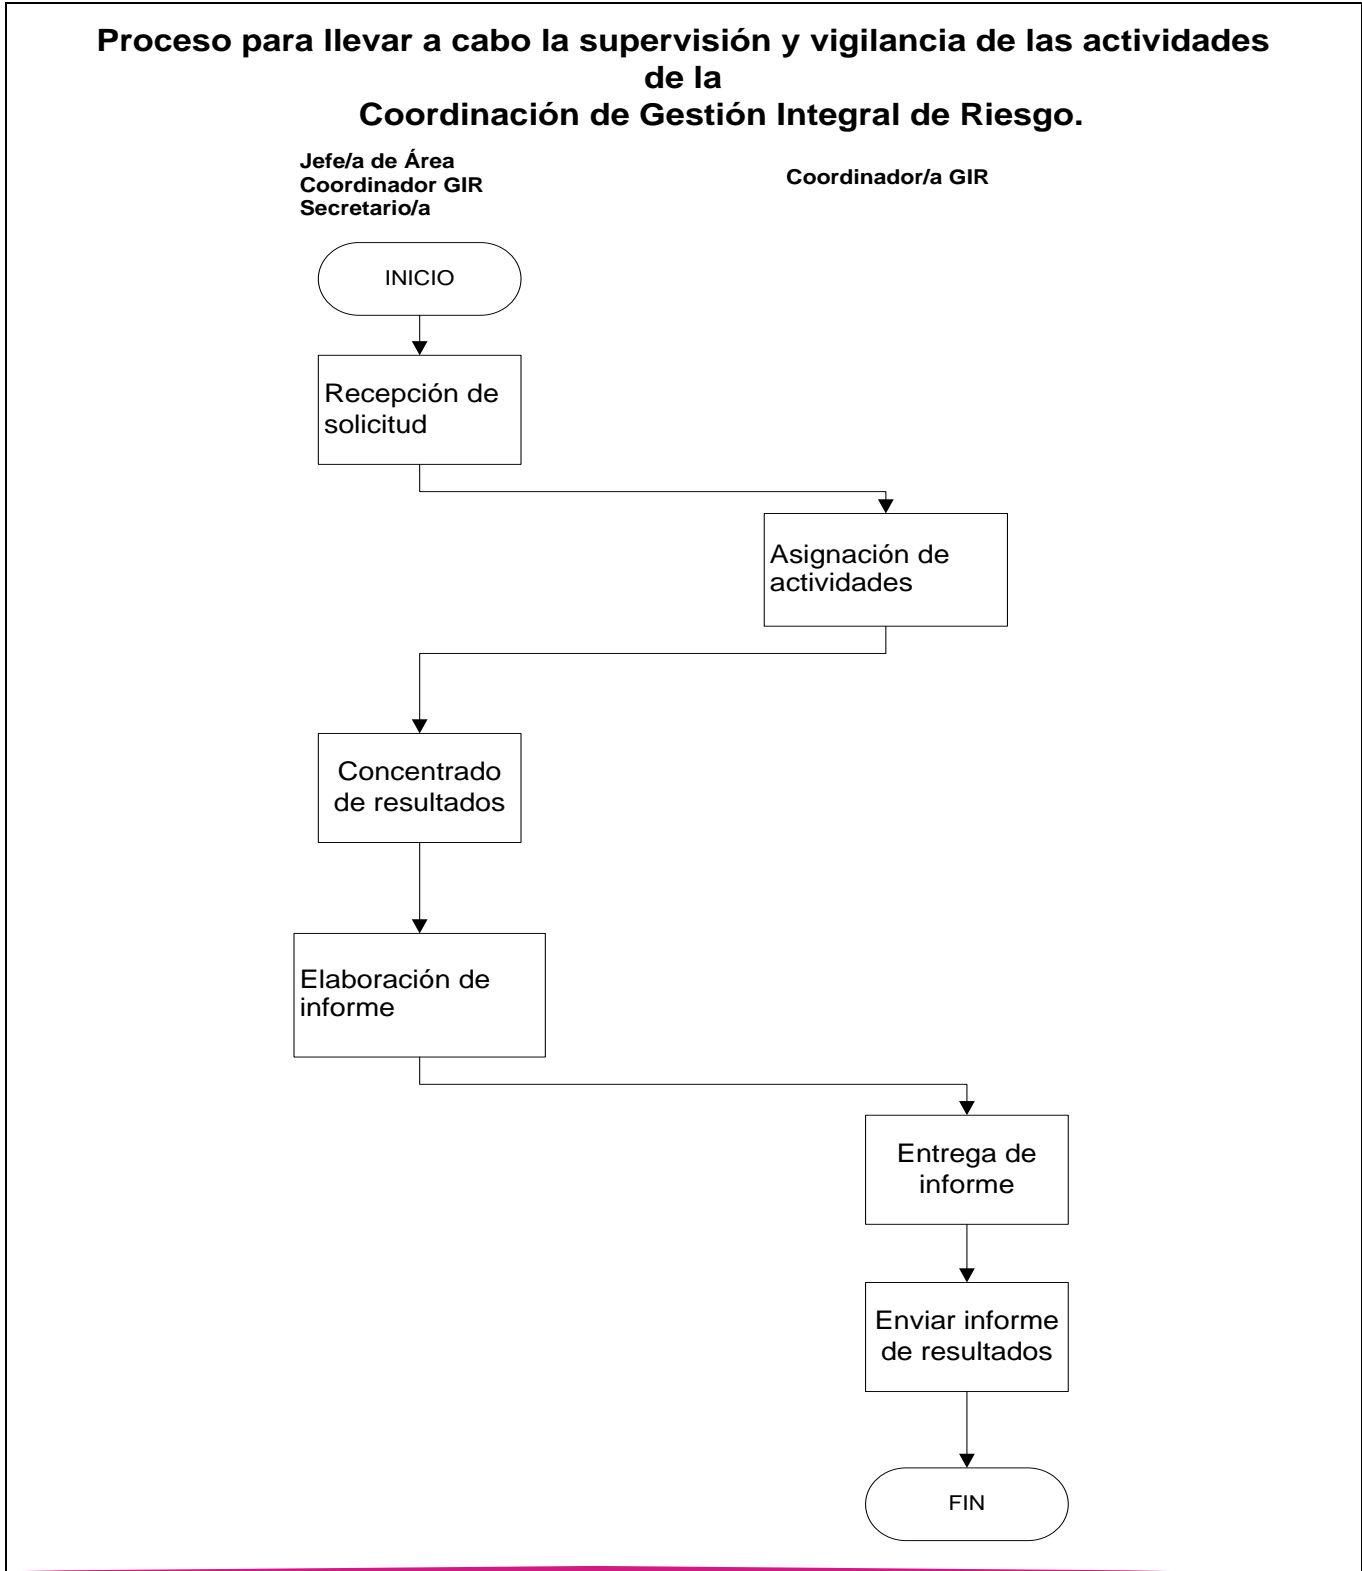 Proceso para llevar a cabo la supervisión y vigilancia de las actividades
de la
Coordinación de Gestión Integral de Riesgo.
Jefe/a de Área
Coordinador GIR
Secretario/a
Coordinador/a GIR
INICIO
Recepción de
solicitud
Asignación de
actividades
Concentrado
de resultados
Elaboración de
informe
Entrega de
informe
Enviar informe
de resultados
FIN